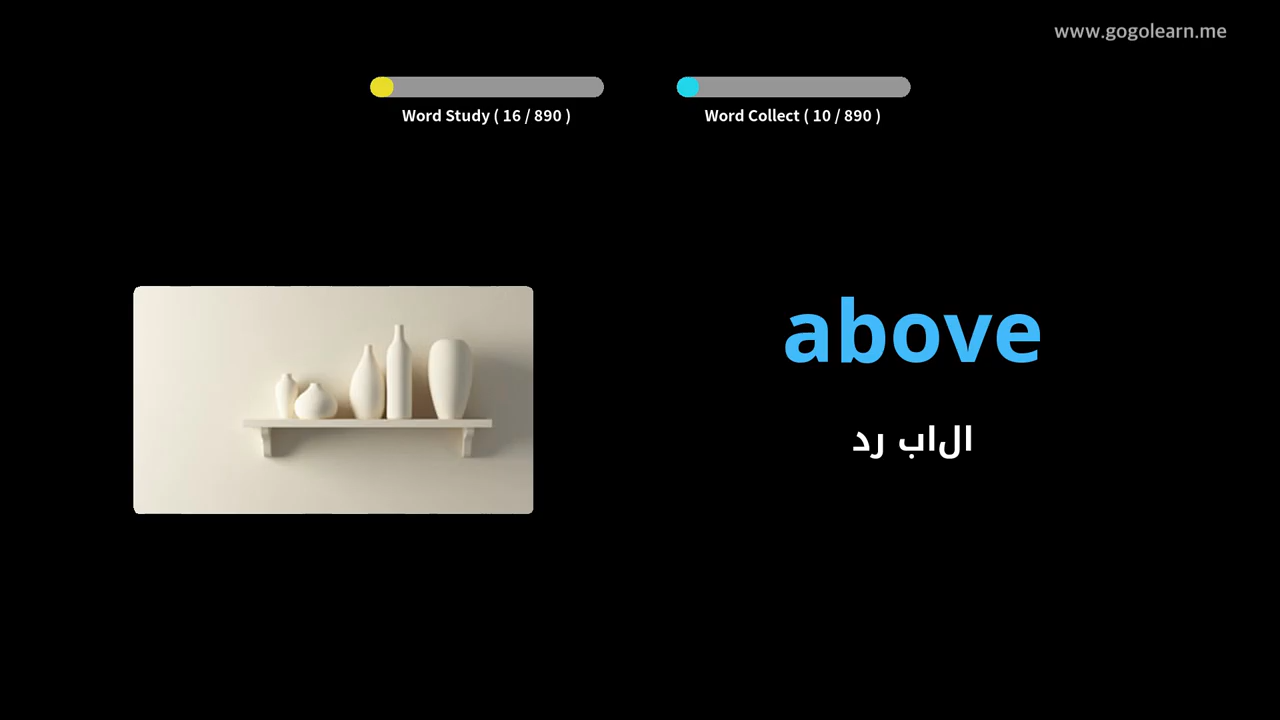 www.gogolearn.me
Word Study ( 16 / 890 )
Word Collect ( 10 / 890 )
above
الاب رد